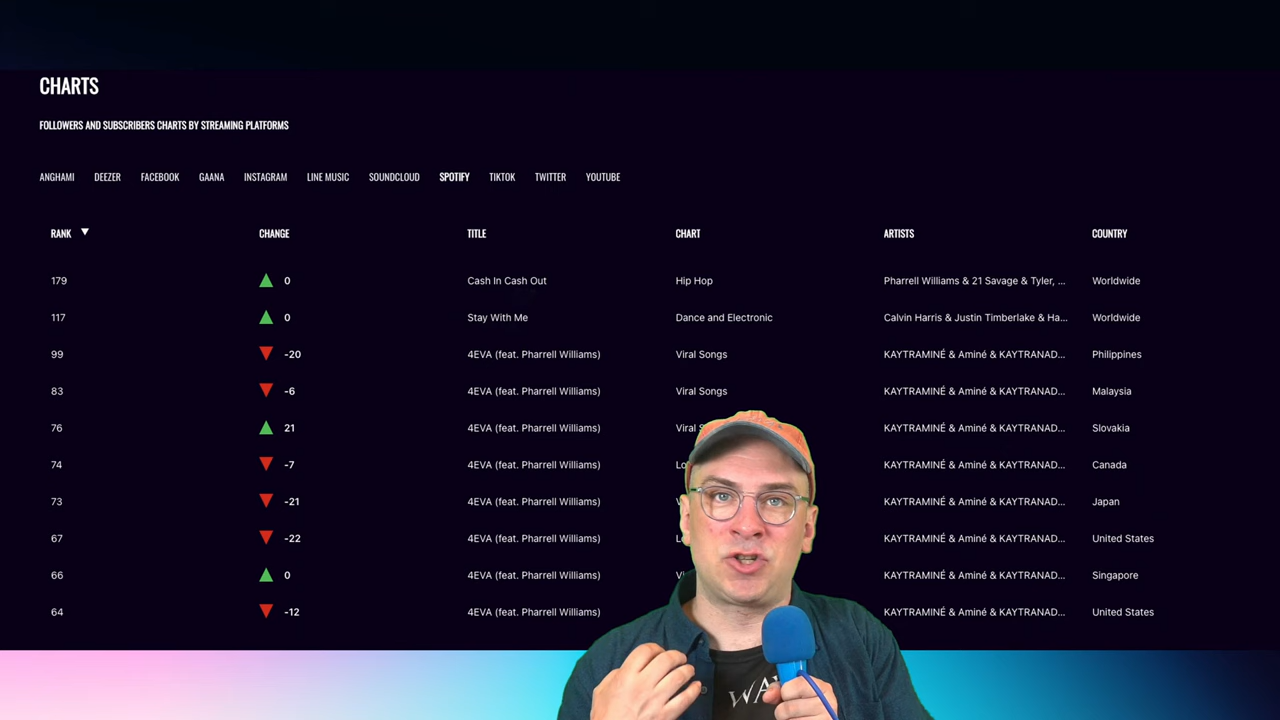 CHARTS
FOLLOWERS AND SUBSCRIBERS CHARTS BY STREAMING PLATFORMS
ANGHAMI DEEZER FACEBOOK GAANA INSTAGRAM LINE MUSIC SOUNDCLOUD SPOTIFY TIKTOK TWITTER YOUTUBE
RANK CHANGE TITLE CHART ARTISTS COUNTRY
179 0 Cash In Cash Out Hip Hop Pharrell Williams & 21 Savage & Tyler, ... Worldwide
117 0 Stay With Me Dance and Electronic Calvin Harris & Justin Timberlake & Ha... Worldwide
99 -20 4EVA (feat. Pharrell Williams) Viral Songs KAYTRAMINÉ & Aminé & KAYTRANAD... Philippines
83 -6 4EVA (feat. Pharrell Williams) Viral Songs KAYTRAMINÉ & Aminé & KAYTRANAD... Malaysia
76 21 4EVA (feat. Pharrell Williams) Viral KAYTRAMINÉ & Aminé & KAYTRANAD... Slovakia
74 -7 4EVA (feat. Pharrell Williams) KAYTRAMINÉ & Aminé & KAYTRANAD... Canada
73 -21 4EVA (feat. Pharrell Williams) KAYTRAMINÉ & Aminé & KAYTRANAD... Japan
67 -22 4EVA (feat. Pharrell Williams) KAYTRAMINÉ & Aminé & KAYTRANAD... United States
66 0 4EVA (feat. Pharrell Williams) KAYTRAMINÉ & Aminé & KAYTRANAD... Singapore
64 -12 4EVA (feat. Pharrell Williams) KAYTRAMINÉ & Aminé & KAYTRANAD... United States